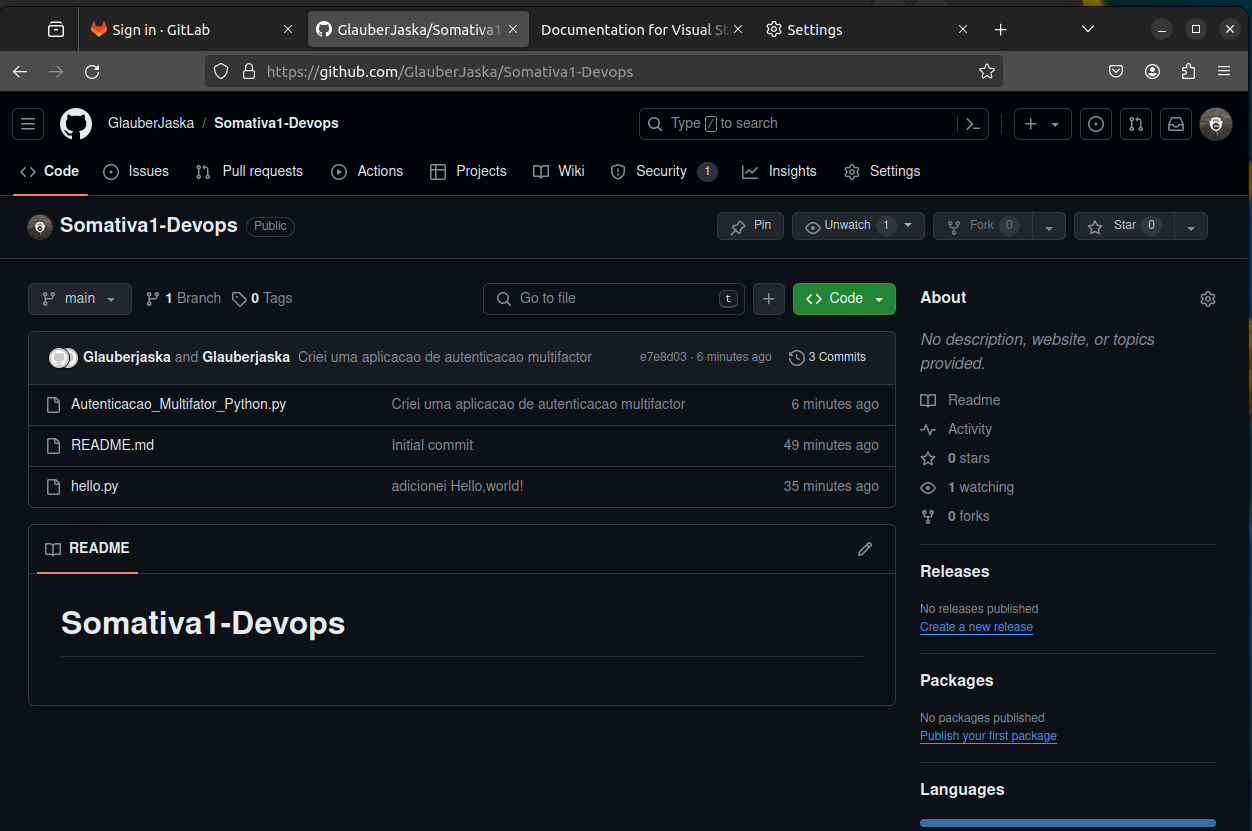 Sign in · GitLab
GlauberJaska/Somativa1
Documentation for Visual St
Settings
https://github.com/GlauberJaska/Somativa1-Devops
GlauberJaska / Somativa1-Devops
Type / to search
Code
Issues
Pull requests
Actions
Projects
Wiki
Security 1
Insights
Settings
Somativa1-Devops Public
Pin
Unwatch 1
Fork 0
Star 0
main
1 Branch
0 Tags
Go to file t
Code
Glauberjaska and Glauberjaska Criei uma aplicacao de autenticacao multifactor e7e8d03 · 6 minutes ago 3 Commits
Autenticacao_Multifator_Python.py Criei uma aplicacao de autenticacao multifactor 6 minutes ago
README.md Initial commit 49 minutes ago
hello.py adicionei Hello,world! 35 minutes ago
README
Somativa1-Devops
About
No description, website, or topics
provided.
Readme
Activity
0 stars
1 watching
0 forks
Releases
No releases published
Create a new release
Packages
No packages published
Publish your first package
Languages